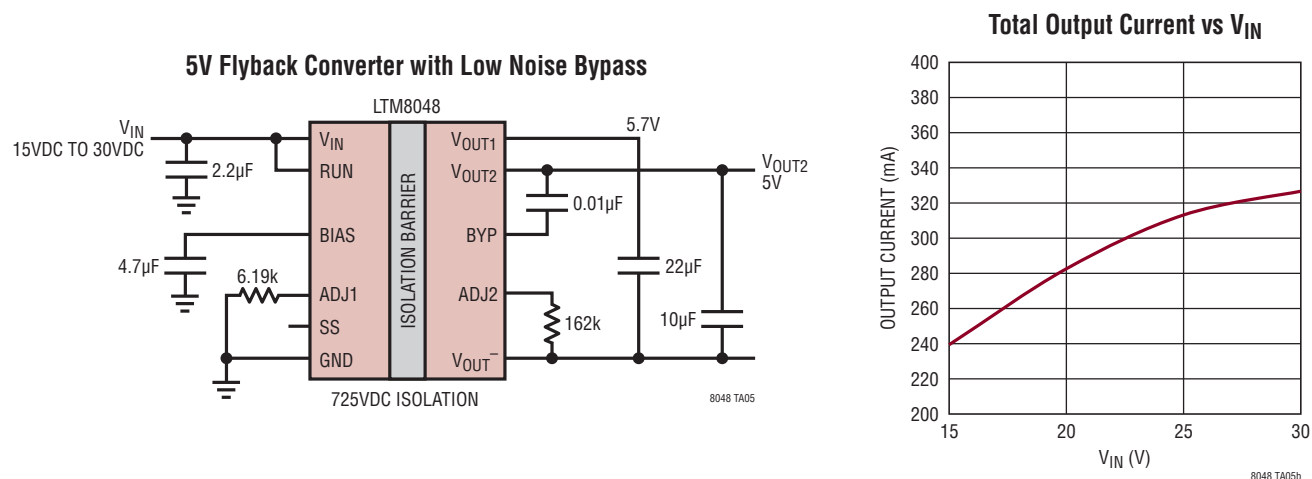 5V Flyback Converter with Low Noise Bypass
LTM8048
VIN
15VDC TO 30VDC
2.2µF
4.7µF
6.19k
VIN
RUN
BIAS
ADJ1
SS
GND
ISOLATION BARRIER
VOUT1
VOUT2
BYP
ADJ2
VOUT–
725VDC ISOLATION
5.7V
VOUT2
5V
0.01µF
22µF
162k
10µF
8048 TA05
Total Output Current vs VIN
OUTPUT CURRENT (mA)
400
380
360
340
320
300
280
260
240
220
200
15
20
25
30
VIN (V)
8048 TA05b